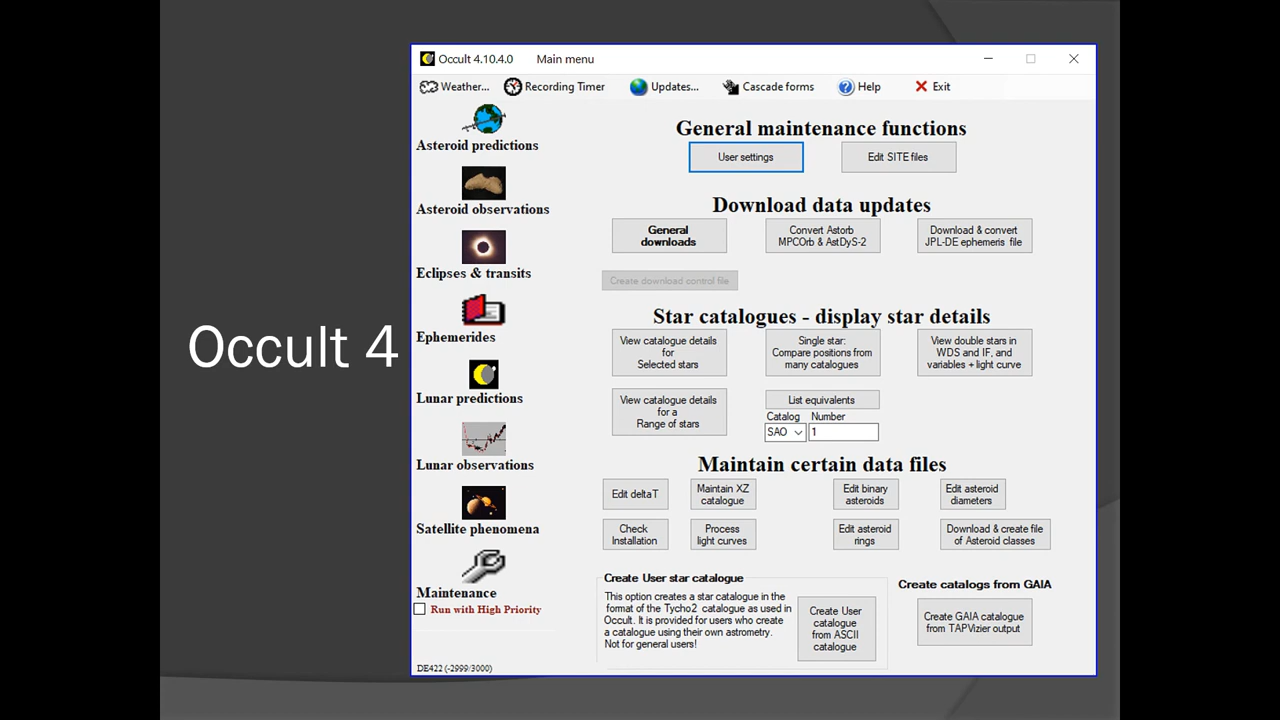 Occult 4
Occult 4.10.4.0 Main menu
Weather... Recording Timer Updates... Cascade forms Help Exit
Asteroid predictions
Asteroid observations
Eclipses & transits
Ephemerides
Lunar predictions
Lunar observations
Satellite phenomena
Maintenance
Run with High Priority
DE422 (-2999/3000)
General maintenance functions
User settings
Edit SITE files
Download data updates
General
downloads
Convert Astorb
MPCOrb & AstDyS-2
Download & convert
JPL-DE ephemeris file
Create download control file
Star catalogues - display star details
View catalogue details
for
Selected stars
Single star:
Compare positions from
many catalogues
View double stars in
WDS and IF, and
variables + light curve
View catalogue details
for a
Range of stars
List equivalents
Catalog Number
SAO 1
Maintain certain data files
Edit deltaT
Maintain XZ
catalogue
Edit binary
asteroids
Edit asteroid
diameters
Check
Installation
Process
light curves
Edit asteroid
rings
Download & create file
of Asteroid classes
Create User star catalogue
This option creates a star catalogue in the
format of the Tycho2 catalogue as used in
Occult. It is provided for users who create
a catalogue using their own astrometry.
Not for general users!
Create User
catalogue
from ASCII
catalogue
Create catalogs from GAIA
Create GAIA catalogue
from TAPVizier output